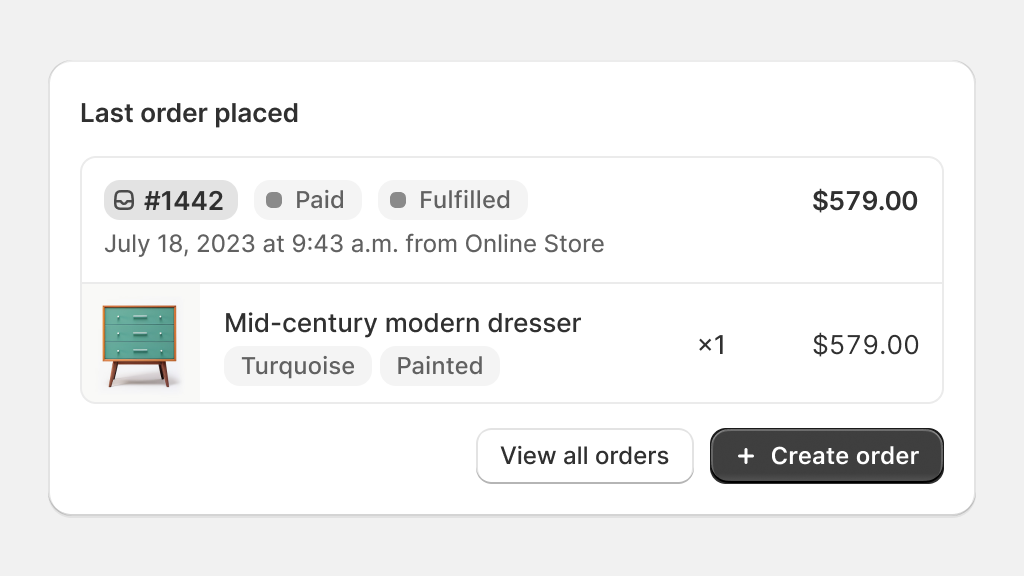 Last order placed
#1442 Paid Fulfilled $579.00
July 18, 2023 at 9:43 a.m. from Online Store
Mid-century modern dresser ×1 $579.00
Turquoise Painted
View all orders + Create order